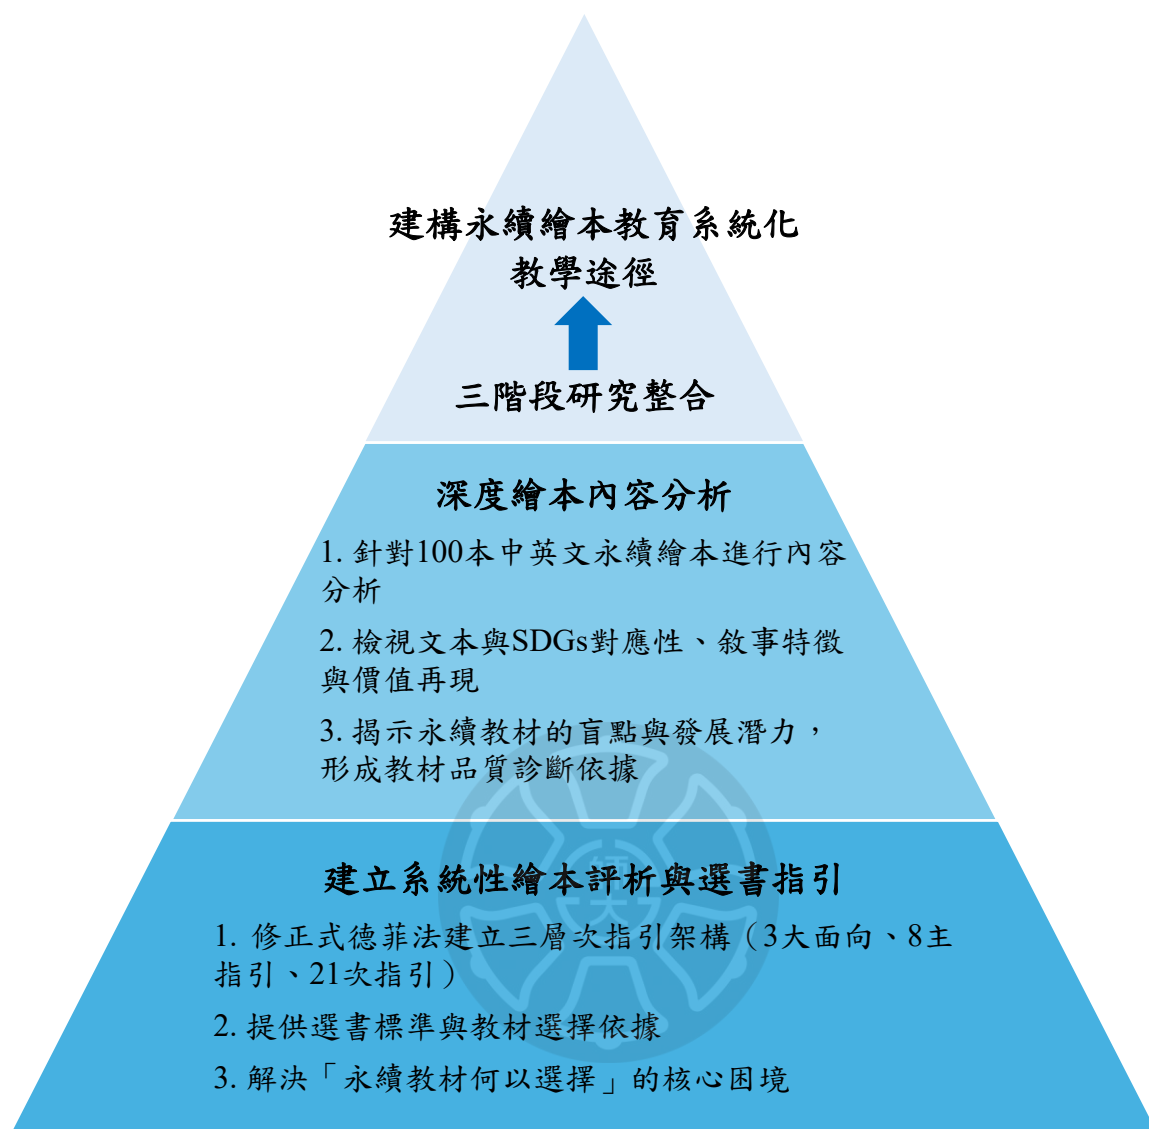 建構永續繪本教育系統化
教學途徑
三階段研究整合
深度繪本內容分析
1. 針對100本中英文永續繪本進行內容
分析
2. 檢視文本與SDGs對應性、敘事特徵
與價值再現
3. 揭示永續教材的盲點與發展潛力，
形成教材品質診斷依據
建立系統性繪本評析與選書指引
1. 修正式德菲法建立三層次指引架構（3大面向、8主
指引、21次指引）
2. 提供選書標準與教材選擇依據
3. 解決「永續教材何以選擇」的核心困境
師大